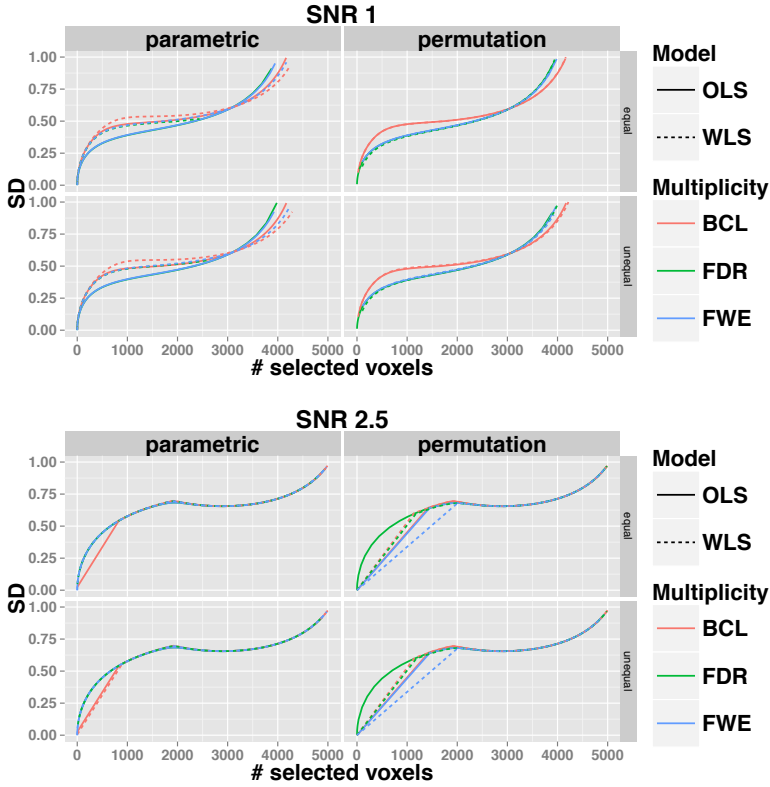 SNR 1
parametric
permutation
1.00
0.75
0.50
0.25
0.00
equal
1.00
0.75
0.50
0.25
0.00
unequal
SD
0 1000 2000 3000 4000 5000
0 1000 2000 3000 4000 5000
# selected voxels
Model
OLS
WLS
Multiplicity
BCL
FDR
FWE
SNR 2.5
parametric
permutation
1.00
0.75
0.50
0.25
0.00
equal
1.00
0.75
0.50
0.25
0.00
unequal
SD
0 1000 2000 3000 4000 5000
0 1000 2000 3000 4000 5000
# selected voxels
Model
OLS
WLS
Multiplicity
BCL
FDR
FWE